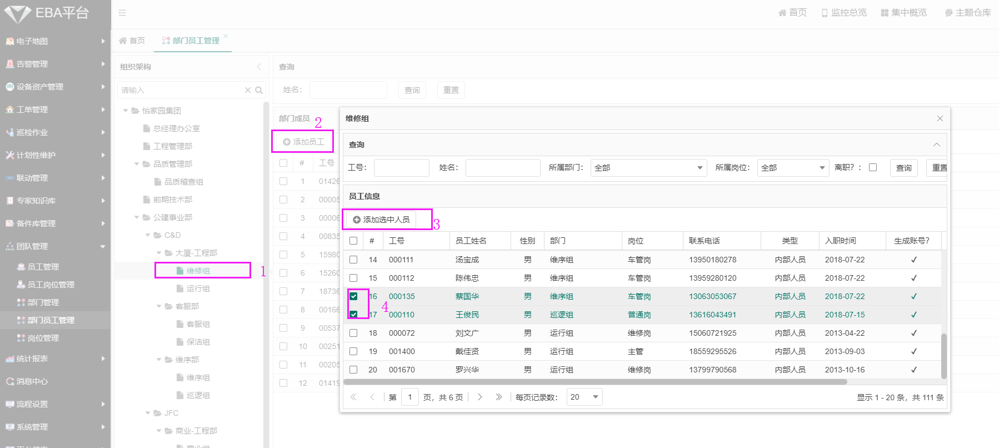 EBA平台
首页 监控总览 集中概览 主题仓库
首页 部门员工管理
电子地图
告警管理
设备资产管理
工单管理
巡检作业
计划性维护
联动管理
专家知识库
备件库管理
团队管理
员工管理
员工岗位管理
部门管理
部门员工管理
岗位管理
统计报表
消息中心
流程设置
系统管理
组织架构
请输入
怡家园集团
总经理办公室
工程管理部
品质管理部
品质稽查组
前期技术部
公建事业部
C&D
大厦-工程部
维修组 1
运行组
客服部
客服组
保洁组
维序部
维序组
巡逻组
JFC
商业-工程部
查询
姓名： 查询 重置
部门成员 2
添加员工
# 工号
1 01426
2 00005
3 00006
4 00835
5 15980
6 15260
7 18736
8 00166
9 00537
10 00251
11 00205
12 01419
维修组
查询
工号： 姓名： 所属部门： 全部 所属岗位： 全部 离职？： 查询 重置
员工信息
添加选中人员 3
# 工号 员工姓名 性别 部门 岗位 联系电话 类型 入职时间 生成账号?
14 000111 汤宝成 男 维序组 车管岗 13950180278 内部人员 2018-07-22 ✓
15 000112 陈伟忠 男 维序组 车管岗 13959280120 内部人员 2018-07-22 ✓
16 000135 蔡国华 男 维序组 车管岗 13063053067 内部人员 2018-07-22 ✓
4
17 000110 王俊民 男 巡逻组 普通岗 13616043491 内部人员 2018-07-15 ✓
18 000072 刘文广 男 运行组 维修岗 15060721925 内部人员 2013-04-22 ✓
19 001400 戴佳贤 男 运行组 主管 18559295526 内部人员 2013-09-03 ✓
20 001670 罗兴华 男 运行组 维修岗 13799790568 内部人员 2013-10-16 ✓
第 1 页，共 6 页 每页记录数： 20 显示 1 - 20 条，共 111 条